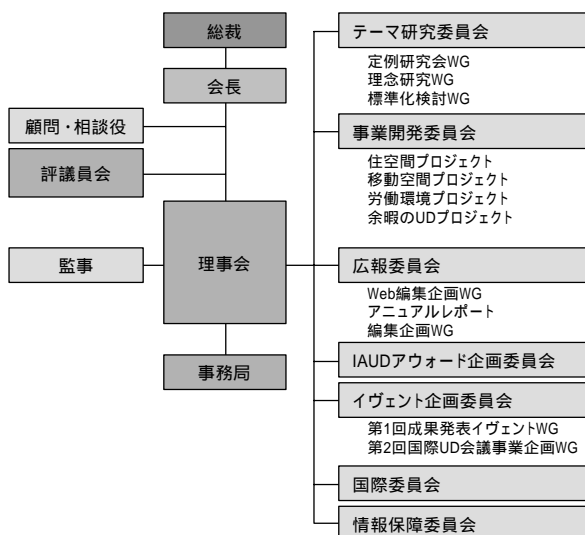 総裁
会長
顧問・相談役
評議員会
監事
理事会
事務局
テーマ研究委員会
定例研究会WG
理念研究WG
標準化検討WG
事業開発委員会
住空間プロジェクト
移動空間プロジェクト
労働環境プロジェクト
余暇のUDプロジェクト
広報委員会
Web編集企画WG
アニュアルレポート
編集企画WG
IAUDアウォード企画委員会
イヴェント企画委員会
第1回成果発表イヴェントWG
第2回国際UD会議事業企画WG
国際委員会
情報保障委員会